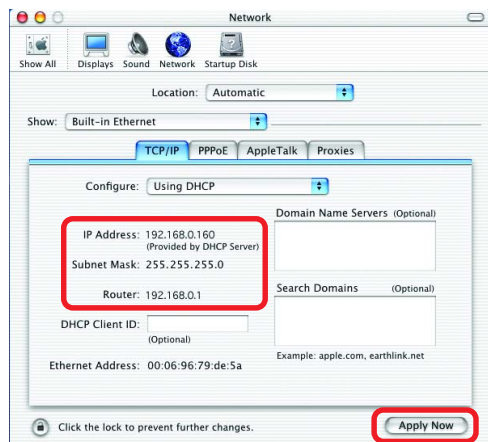 Network
Show All Displays Sound Network Startup Disk
Location: Automatic
Show: Built-in Ethernet
TCP/IP PPPoE AppleTalk Proxies
Configure: Using DHCP
Domain Name Servers (Optional)
IP Address: 192.168.0.160
(Provided by DHCP Server)
Subnet Mask: 255.255.255.0
Router: 192.168.0.1
Search Domains (Optional)
DHCP Client ID:
(Optional)
Example: apple.com, earthlink.net
Ethernet Address: 00:06:96:79:de:5a
Click the lock to prevent further changes.
Apply Now